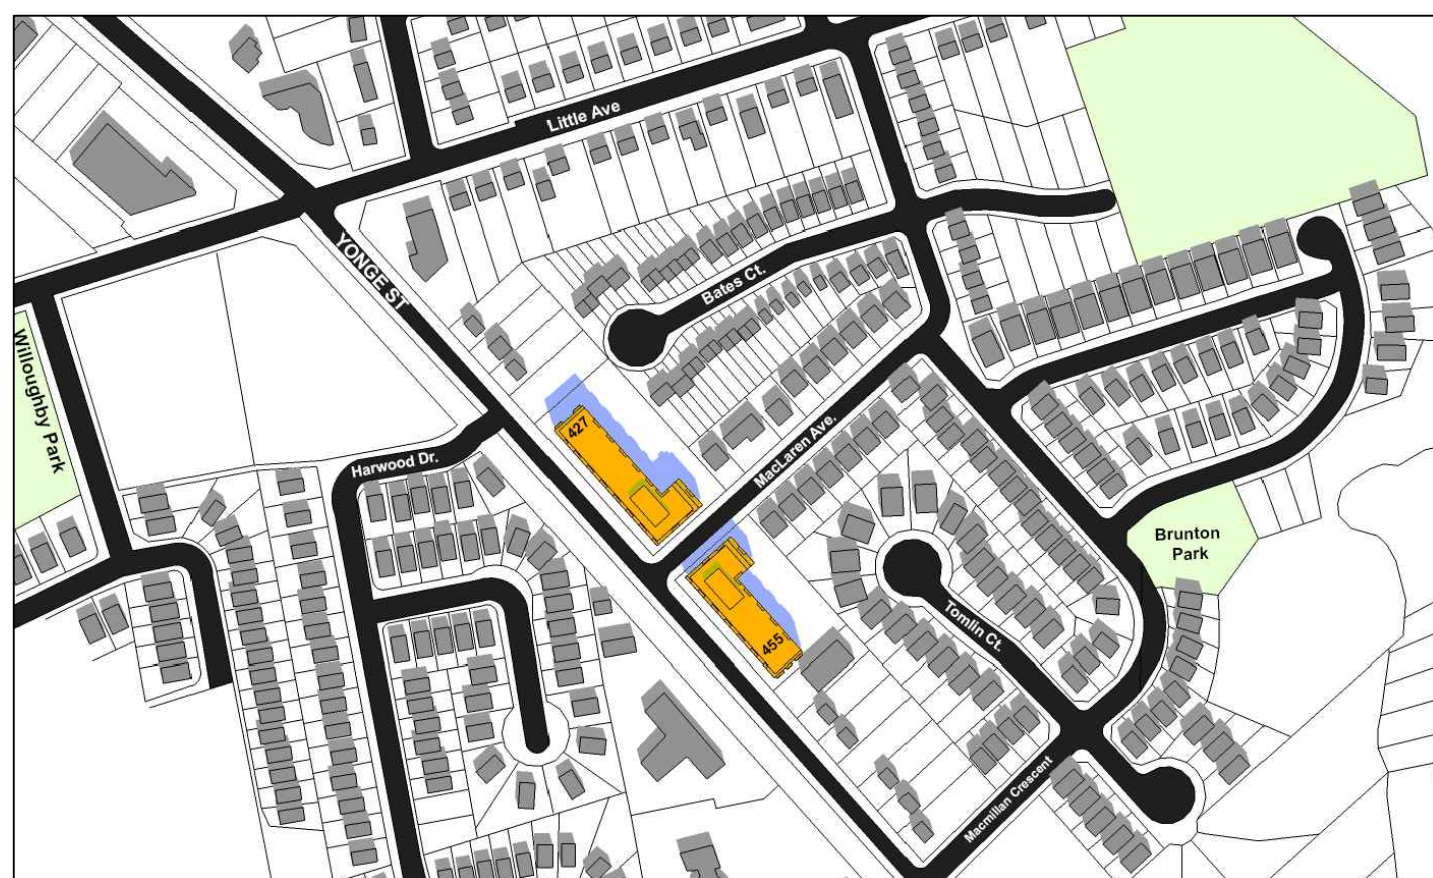 Little Ave
YONGE ST
Bates Ct.
Willoughby Park
427
MacLaren Ave.
Harwood Dr.
Brunton
Park
455
Tomlin Ct.
Macmillan Crescent